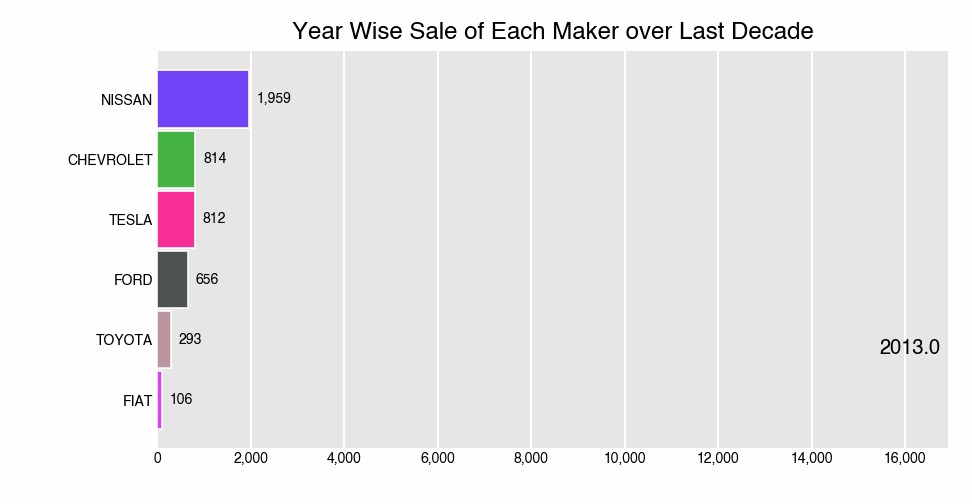 Year Wise Sale of Each Maker over Last Decade
NISSAN 1,959
CHEVROLET 814
TESLA 812
FORD 656
TOYOTA 293
2013.0
FIAT 106
0 2,000 4,000 6,000 8,000 10,000 12,000 14,000 16,000